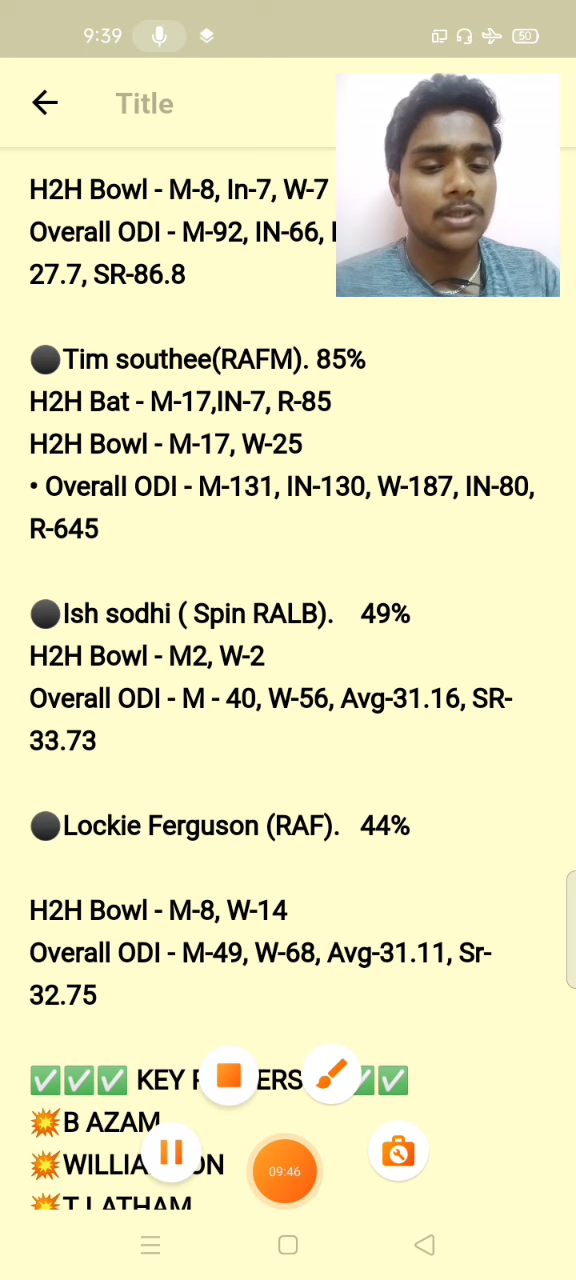 9:39
50
Title
H2H Bowl - M-8, In-7, W-7
Overall ODI - M-92, IN-66,
27.7, SR-86.8
Tim southee(RAFM). 85%
H2H Bat - M-17,IN-7, R-85
H2H Bowl - M-17, W-25
• Overall ODI - M-131, IN-130, W-187, IN-80,
R-645
Ish sodhi ( Spin RALB). 49%
H2H Bowl - M2, W-2
Overall ODI - M - 40, W-56, Avg-31.16, SR-
33.73
Lockie Ferguson (RAF). 44%
H2H Bowl - M-8, W-14
Overall ODI - M-49, W-68, Avg-31.11, Sr-
32.75
✅✅✅ KEY
💥B AZAM
💥
💥T LATHAM
09:46